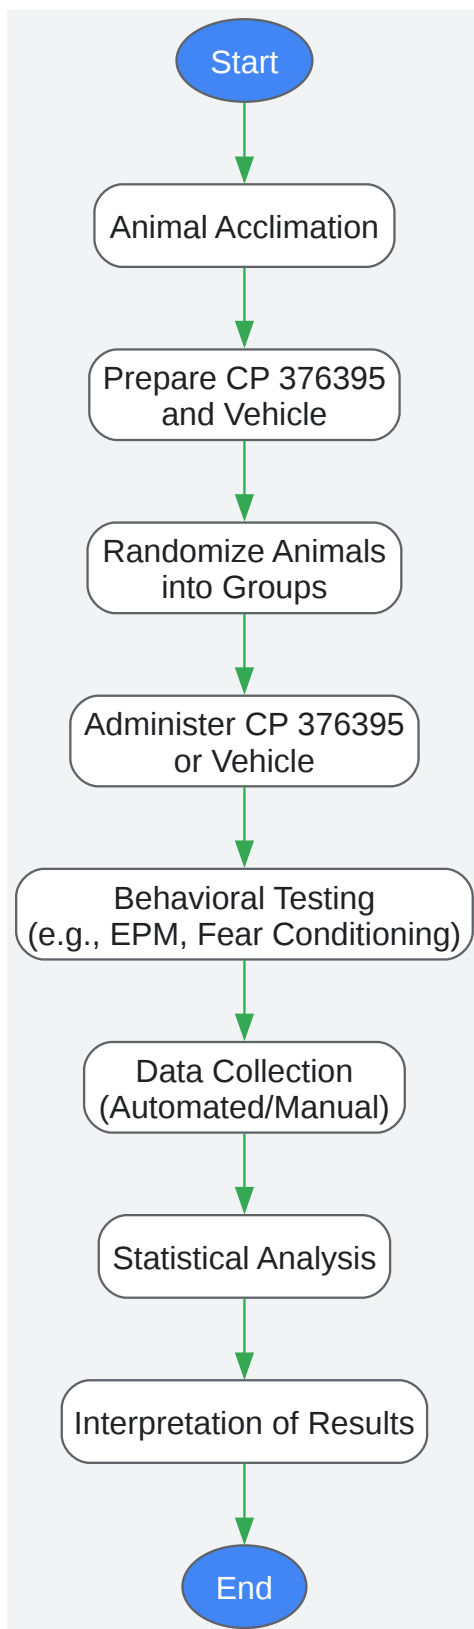 Start
Animal Acclimation
Prepare CP 376395
and Vehicle
Randomize Animals
into Groups
Administer CP 376395
or Vehicle
Behavioral Testing
(e.g., EPM, Fear Conditioning)
Data Collection
(Automated/Manual)
Statistical Analysis
Interpretation of Results
End